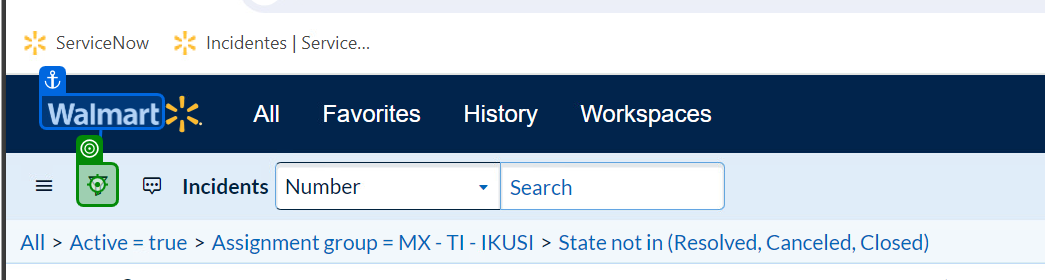 ServiceNow Incidentes | Service...
Walmart All Favorites History Workspaces
Incidents Number Search
All > Active = true > Assignment group = MX - TI - IKUSI > State not in (Resolved, Canceled, Closed)